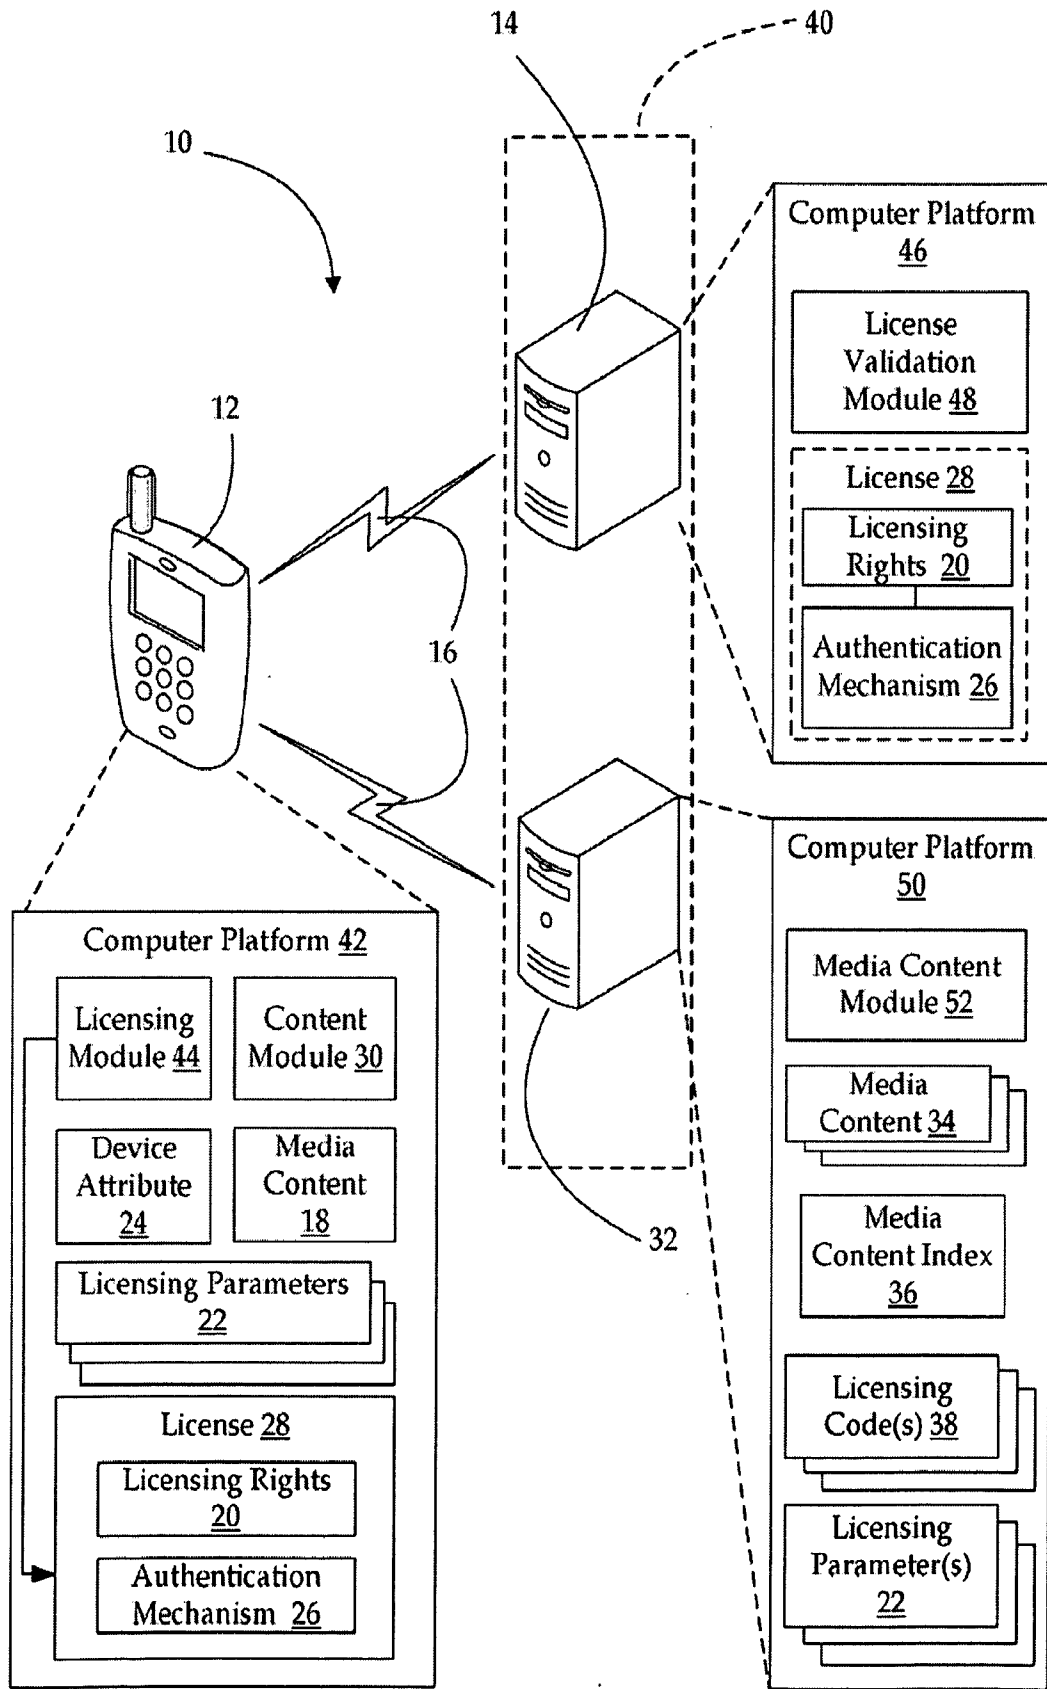 14
40
10
12
16
32
Computer Platform
46
License
Validation
Module 48
License 28
Licensing
Rights 20
Authentication
Mechanism 26
Computer Platform 42
Licensing
Module 44
Content
Module 30
Device
Attribute
24
Media
Content
18
Licensing Parameters
22
License 28
Licensing Rights
20
Authentication
Mechanism 26
Computer Platform
50
Media Content
Module 52
Media
Content 34
Media
Content Index
36
Licensing
Code(s) 38
Licensing
Parameter(s)
22